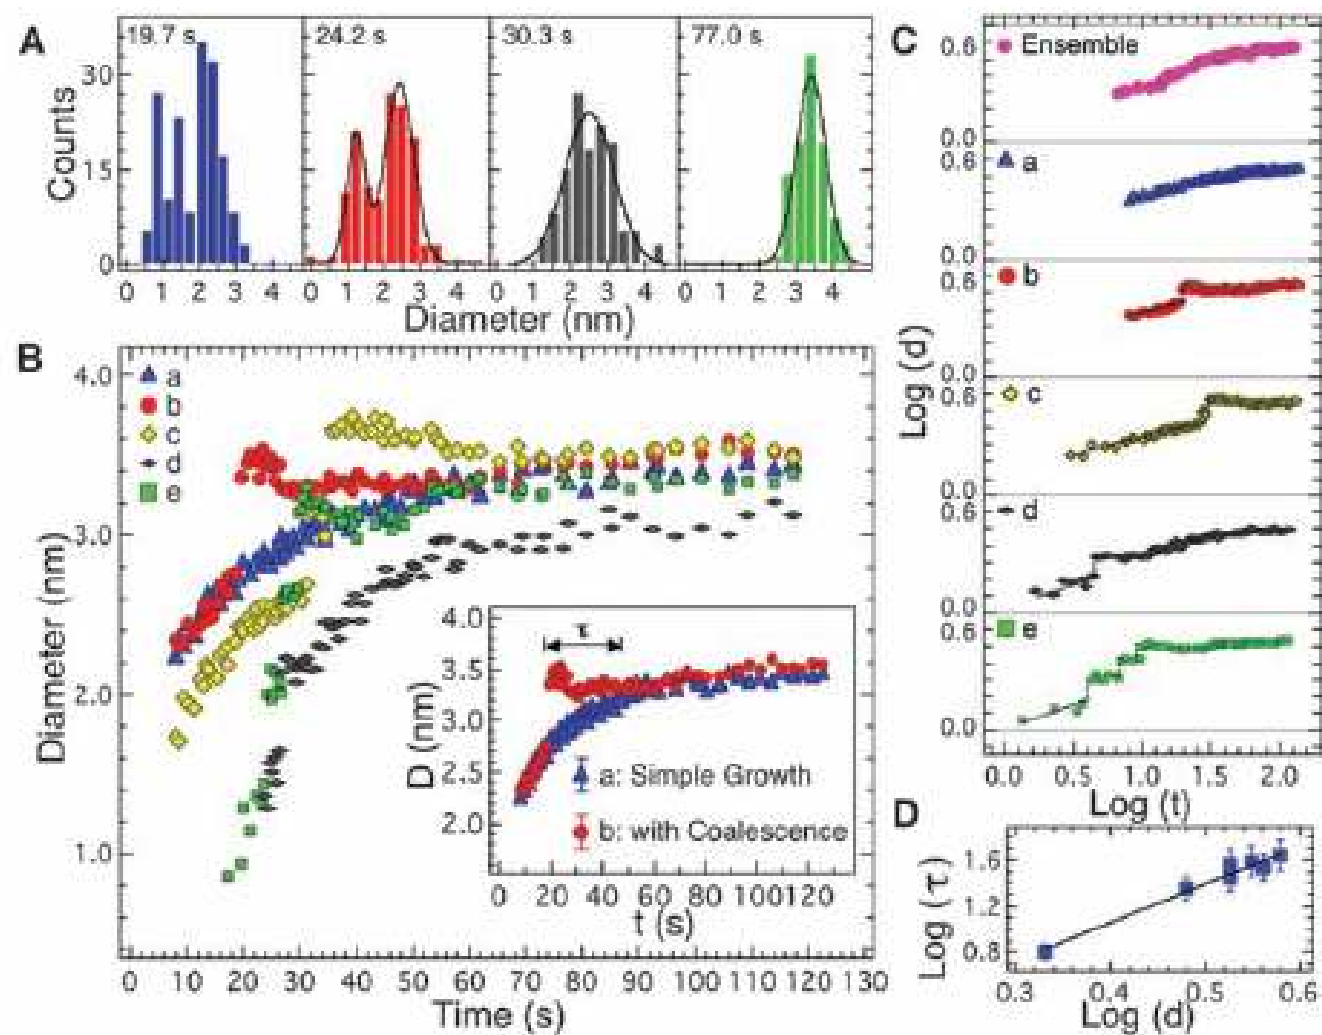 A
19.7 s
24.2 s
30.3 s
77.0 s
30
15
0
Counts
0 1 2 3 4
0 1 2 3 4
0 1 2 3 4
0 1 2 3 4
Diameter (nm)
B
4.0
3.0
2.0
1.0
Diameter (nm)
a
b
c
d
e
0 10 20 30 40 50 60 70 80 90 100 110 120 130
Time (s)
4.0
3.5
3.0
2.5
2.0
D (nm)
τ
a: Simple Growth
b: with Coalescence
0 20 40 60 80 100 120
t (s)
C
0.6
Ensemble
0.0
0.6
a
0.0
0.6
b
0.0
0.6
c
0.0
0.6
d
0.0
0.6
e
0.0
Log (d)
0.0 0.5 1.0 1.5 2.0
Log (t)
D
1.6
1.2
0.8
Log (τ)
0.3 0.4 0.5 0.6
Log (d)